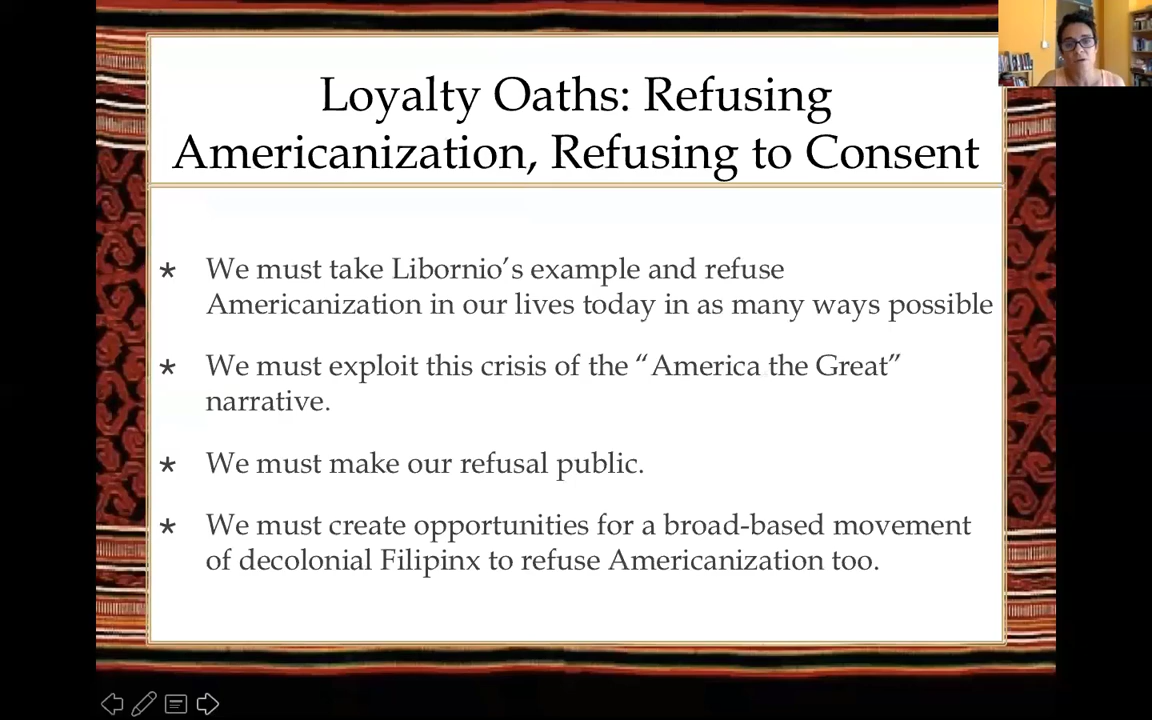 Loyalty Oaths: Refusing
Americanization, Refusing to Consent
* We must take Libornio’s example and refuse
Americanization in our lives today in as many ways possible
* We must exploit this crisis of the “America the Great”
narrative.
* We must make our refusal public.
* We must create opportunities for a broad-based movement
of decolonial Filipinx to refuse Americanization too.